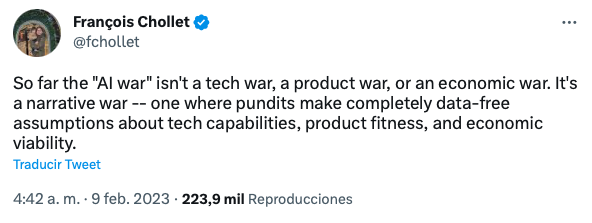 François Chollet
@fchollet
So far the "AI war" isn't a tech war, a product war, or an economic war. It's
a narrative war -- one where pundits make completely data-free
assumptions about tech capabilities, product fitness, and economic
viability.
Traducir Tweet
4:42 a. m. · 9 feb. 2023 · 223,9 mil Reproducciones